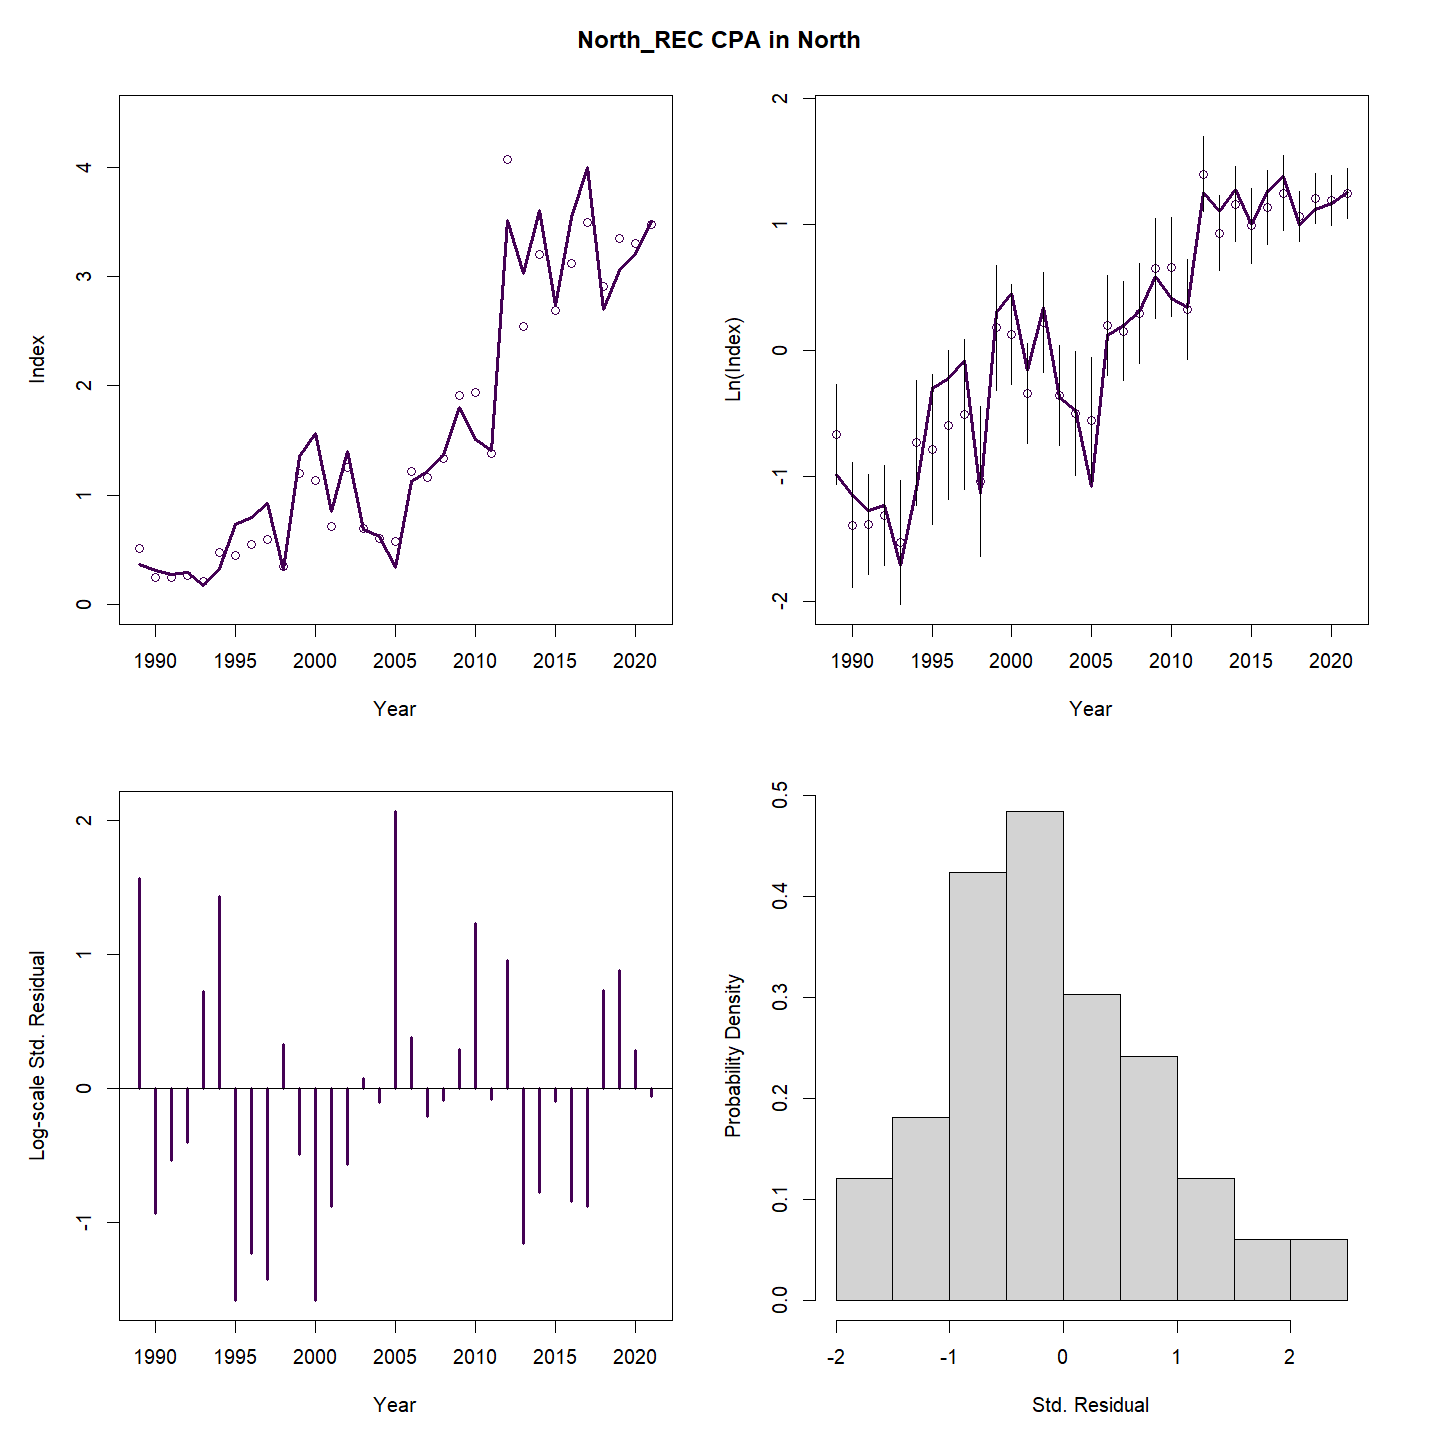 North_REC CPA in North
Index
0 1 2 3 4
1990 1995 2000 2005 2010 2015 2020
Year
Ln(Index)
-2 -1 0 1 2
1990 1995 2000 2005 2010 2015 2020
Year
Log-scale Std. Residual
-1 0 1 2
1990 1995 2000 2005 2010 2015 2020
Year
Probability Density
0.0 0.1 0.2 0.3 0.4 0.5
-2 -1 0 1 2
Std. Residual